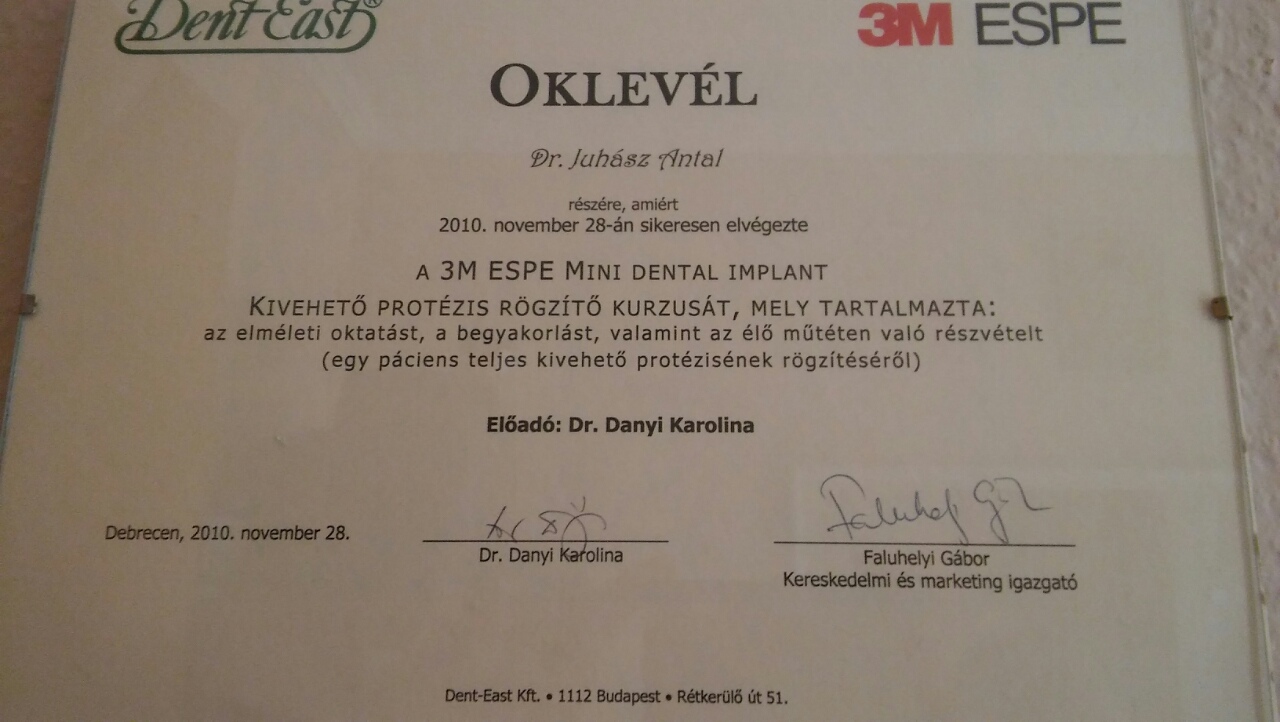 Dent-East®
3M ESPE
OKLEVÉL
Dr. Juhász Antal
részére, amiért
2010. november 28-án sikeresen elvégezte
A 3M ESPE MINI DENTAL IMPLANT
KIVEHETŐ PROTÉZIS RÖGZÍTŐ KURZUSÁT, MELY TARTALMAZTA:
az elméleti oktatást, a begyakorlást, valamint az élő műtéten való részvételt
(egy páciens teljes kivehető protézisének rögzítéséről)
Előadó: Dr. Danyi Karolina
Debrecen, 2010. november 28.
Dr. Danyi Karolina
Faluhelyi Gábor
Kereskedelmi és marketing igazgató
Dent-East Kft. • 1112 Budapest • Rétkerülő út 51.